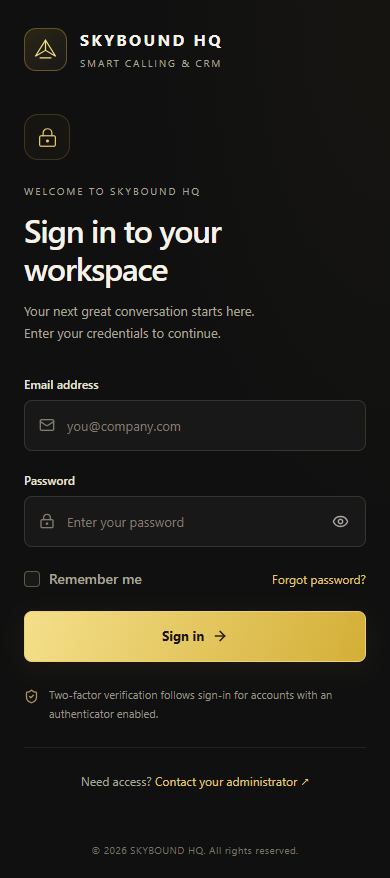 SKYBOUND HQ
SMART CALLING & CRM
WELCOME TO SKYBOUND HQ
Sign in to your
workspace
Your next great conversation starts here.
Enter your credentials to continue.
Email address
you@company.com
Password
Enter your password
Remember me
Forgot password?
Sign in →
Two-factor verification follows sign-in for accounts with an
authenticator enabled.
Need access? Contact your administrator ↗
© 2026 SKYBOUND HQ. All rights reserved.